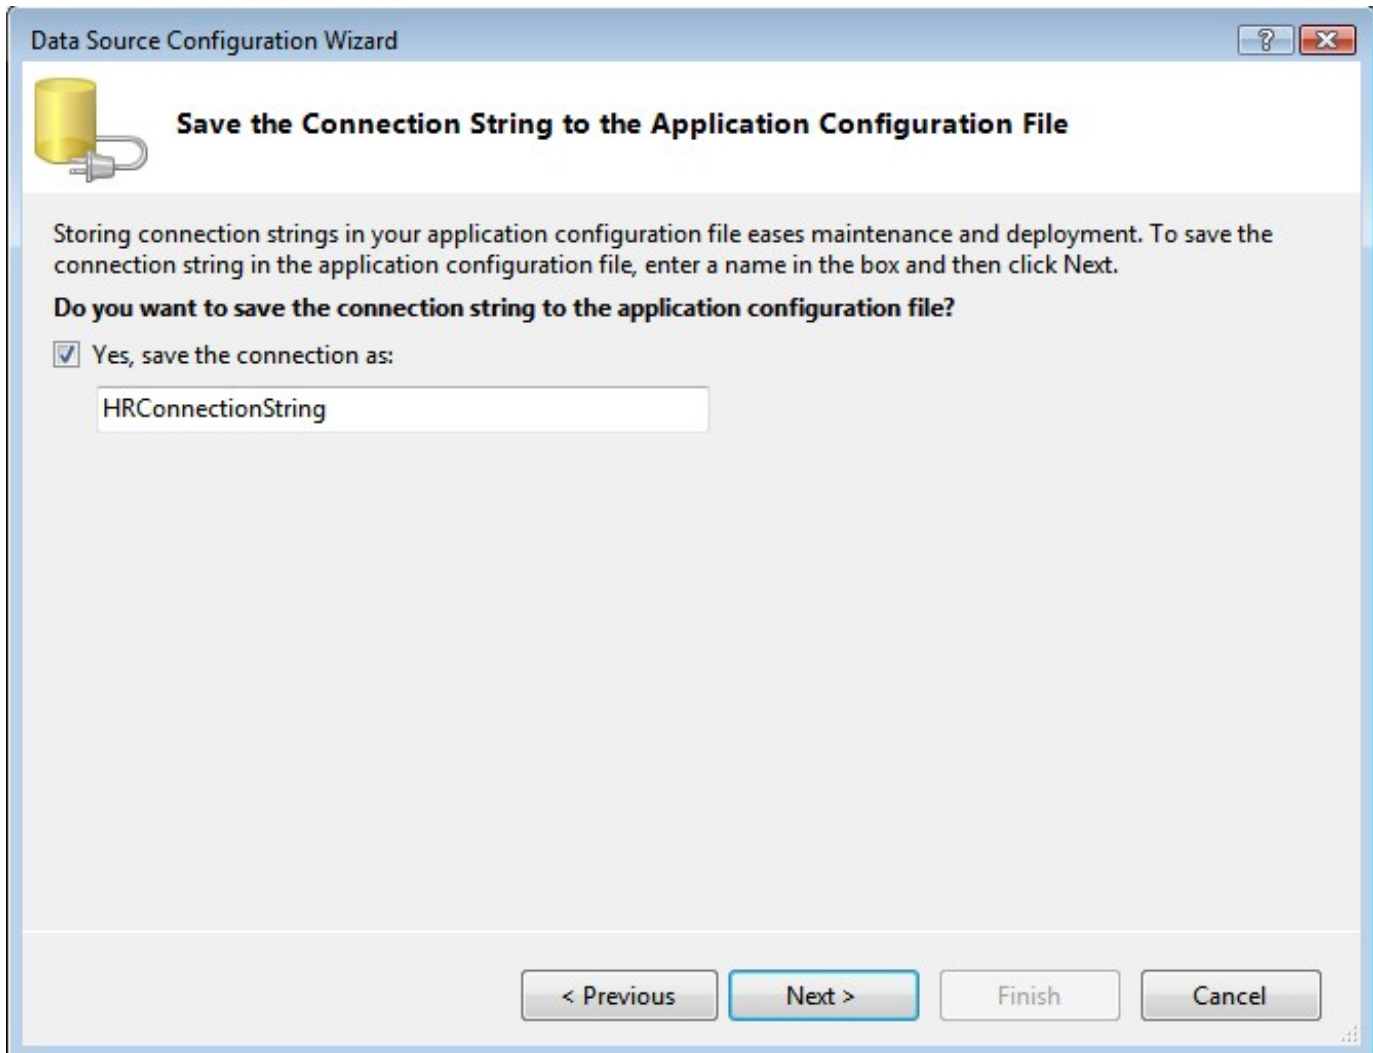 Data Source Configuration Wizard
Save the Connection String to the Application Configuration File
Storing connection strings in your application configuration file eases maintenance and deployment. To save the
connection string in the application configuration file, enter a name in the box and then click Next.
Do you want to save the connection string to the application configuration file?
Yes, save the connection as:
HRConnectionString
< Previous
Next >
Finish
Cancel